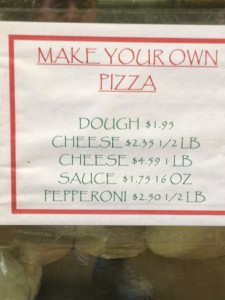 MAKE YOUR OWN
PIZZA
DOUGH $1.95
CHEESE $2.35 1/2 LB
CHEESE $4.59 1 LB
SAUCE $1.75 16 OZ
PEPPERONI $2.50 1/2 LB